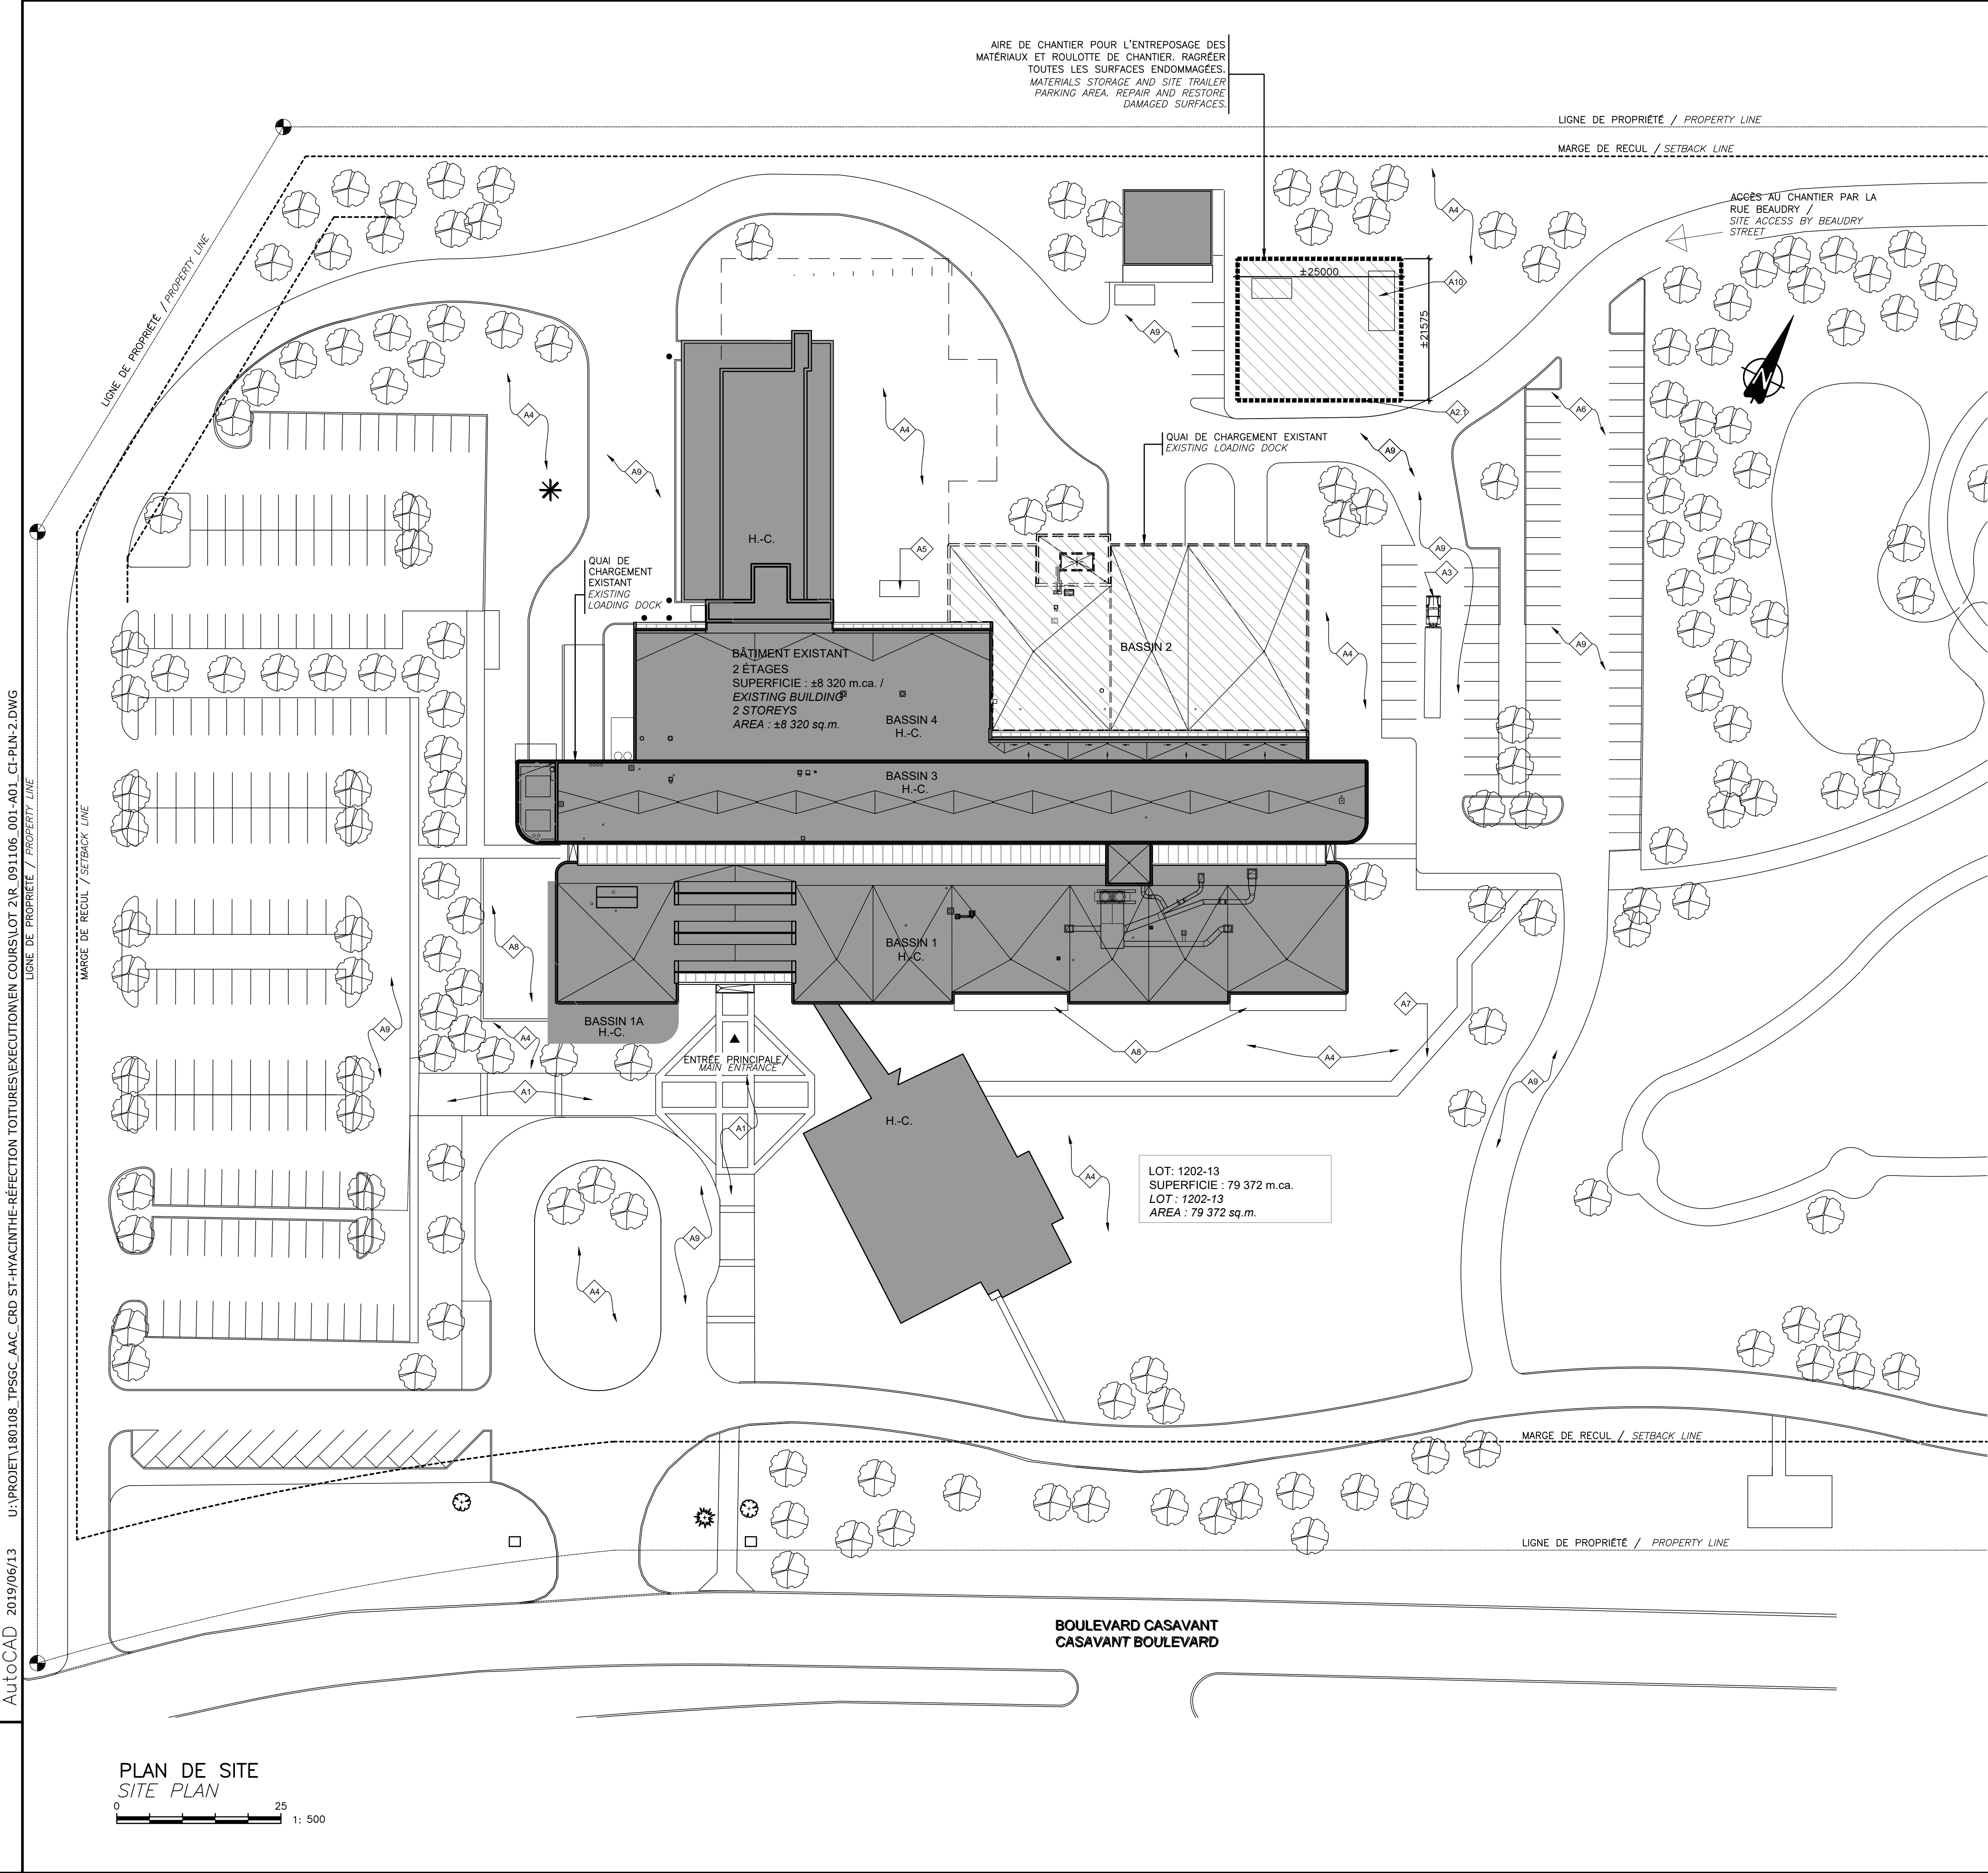 AIRE DE CHANTIER POUR L'ENTREPOSAGE DES
MATÉRIAUX ET ROULOTTE DE CHANTIER. RAGRÉER
TOUTES LES SURFACES ENDOMMAGÉES.
MATERIALS STORAGE AND SITE TRAILER
PARKING AREA. REPAIR AND RESTORE
DAMAGED SURFACES.
LIGNE DE PROPRIÉTÉ / PROPERTY LINE
MARGE DE RECUL / SETBACK LINE
ACCÈS AU CHANTIER PAR LA
RUE BEAUDRY /
SITE ACCESS BY BEAUDRY
STREET
A4
LIGNE DE PROPRIÉTÉ / PROPERTY LINE
±25000
A10
±21575
A9
N
A4
A4
A2.1
A6
QUAI DE CHARGEMENT EXISTANT
EXISTING LOADING DOCK
A9
A9
H.-C.
A5
A9
A3
QUAI DE
CHARGEMENT
EXISTANT
EXISTING
LOADING DOCK
BASSIN 2
A4
A9
BÂTIMENT EXISTANT
2 ÉTAGES
SUPERFICIE : ±8 320 m.ca. /
EXISTING BUILDING
2 STOREYS
AREA : ±8 320 sq.m.
BASSIN 4
H.-C.
BASSIN 3
H.-C.
LIGNE DE PROPRIÉTÉ / PROPERTY LINE
MARGE DE RECUL / SETBACK LINE
A8
BASSIN 1
H.-C.
A7
A9
BASSIN 1A
H.-C.
A4
A8
A4
ENTRÉE PRINCIPALE/
MAIN ENTRANCE
A1
A9
A1
H.-C.
A4
LOT: 1202-13
SUPERFICIE : 79 372 m.ca.
LOT : 1202-13
AREA : 79 372 sq.m.
A9
A4
MARGE DE RECUL / SETBACK LINE
LIGNE DE PROPRIÉTÉ / PROPERTY LINE
BOULEVARD CASAVANT
CASAVANT BOULEVARD
PLAN DE SITE
SITE PLAN
0 25
1: 500
AutoCAD 2019/06/13 U:\PROJET\180108_TPSGC_AAC_CRD ST-HYACINTHE-RÉFECTION TOITURES\EXECUTION\EN COURS\LOT 2\R_091106_001-A01_CI-PLN-2.DWG